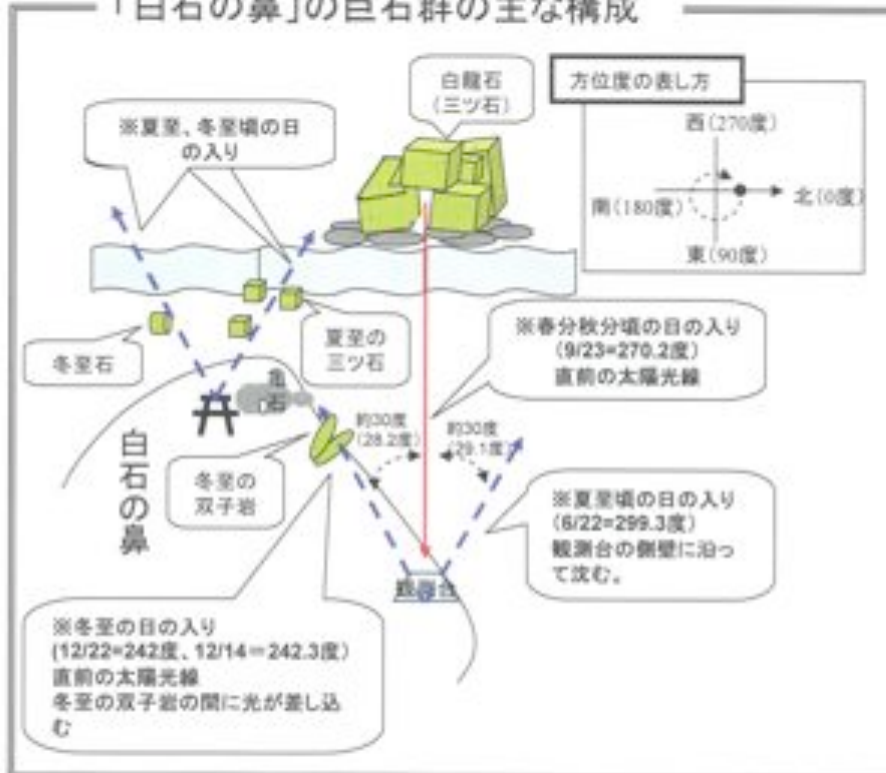 「白石の鼻」の巨石群の主な構成
白龍石
（三ツ石）
方位度の表し方
西（270度）
南（180度）
北（0度）
東（90度）
※夏至、冬至頃の日
の入り
冬至石
夏至の
三ツ石
亀石
※春分秋分頃の日の入り
（9/23=270.2度）
直前の太陽光線
白石の鼻
冬至の
双子岩
約30度
（28.2度）
約30度
（29.1度）
※夏至頃の日の入り
（6/22=299.3度）
観測台の側壁に沿っ
て沈む。
観測台
※冬至の日の入り
(12/22=242度、12/14＝242.3度）
直前の太陽光線
冬至の双子岩の間に光が差し込
む